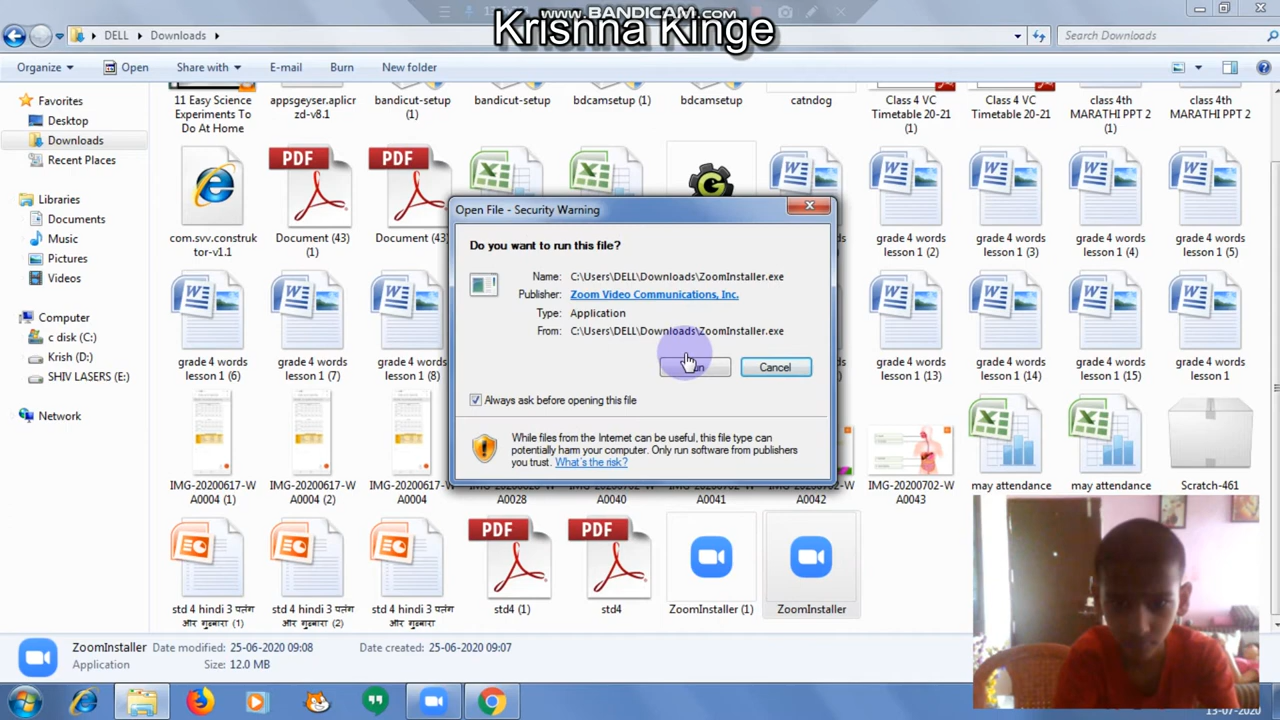 www.BANDICAM.com
Krishna Kinge
DELL
Downloads
Search Downloads
Organize
Open
Share with
E-mail
Burn
New folder
Favorites
Desktop
Downloads
Recent Places
Libraries
Documents
Music
Pictures
Videos
Computer
c disk (C:)
Krish (D:)
SHIV LASERS (E:)
Network
11 Easy Science
Experiments To
Do At Home
appsgeyser.aplicr
zd-v8.1
bandicut-setup
(1)
bandicut-setup
bdcamsetup (1)
bdcamsetup
catndog
Class 4 VC
Timetable 20-21
(1)
Class 4 VC
Timetable 20-21
class 4th
MARATHI PPT 2
(1)
class 4th
MARATHI PPT 2
com.svv.construk
tor-v1.1
PDF
Document (43)
(1)
PDF
Document (43)
grade 4 words
lesson 1 (2)
grade 4 words
lesson 1 (3)
grade 4 words
lesson 1 (4)
grade 4 words
lesson 1 (5)
grade 4 words
lesson 1 (6)
grade 4 words
lesson 1 (7)
grade 4 words
lesson 1 (8)
grade 4 words
lesson 1 (13)
grade 4 words
lesson 1 (14)
grade 4 words
lesson 1 (15)
grade 4 words
lesson 1
Open File - Security Warning
Do you want to run this file?
Name: C:\Users\DELL\Downloads\ZoomInstaller.exe
Publisher: Zoom Video Communications, Inc.
Type: Application
From: C:\Users\DELL\Downloads\ZoomInstaller.exe
Cancel
Always ask before opening this file
While files from the Internet can be useful, this file type can
potentially harm your computer. Only run software from publishers
you trust. What's the risk?
IMG-20200617-W
A0004 (1)
IMG-20200617-W
A0004 (2)
IMG-20200617-W
A0004
A0028
A0040
A0041
A0042
IMG-20200702-W
A0043
may attendance
may attendance
Scratch-461
std 4 hindi 3 पतंग
और गुब्बारा (1)
std 4 hindi 3 पतंग
और गुब्बारा (2)
std 4 hindi 3 पतंग
और गुब्बारा
PDF
std4 (1)
PDF
std4
ZoomInstaller (1)
ZoomInstaller
ZoomInstaller Date modified: 25-06-2020 09:08 Date created: 25-06-2020 09:07
Application Size: 12.0 MB
13-07-2020